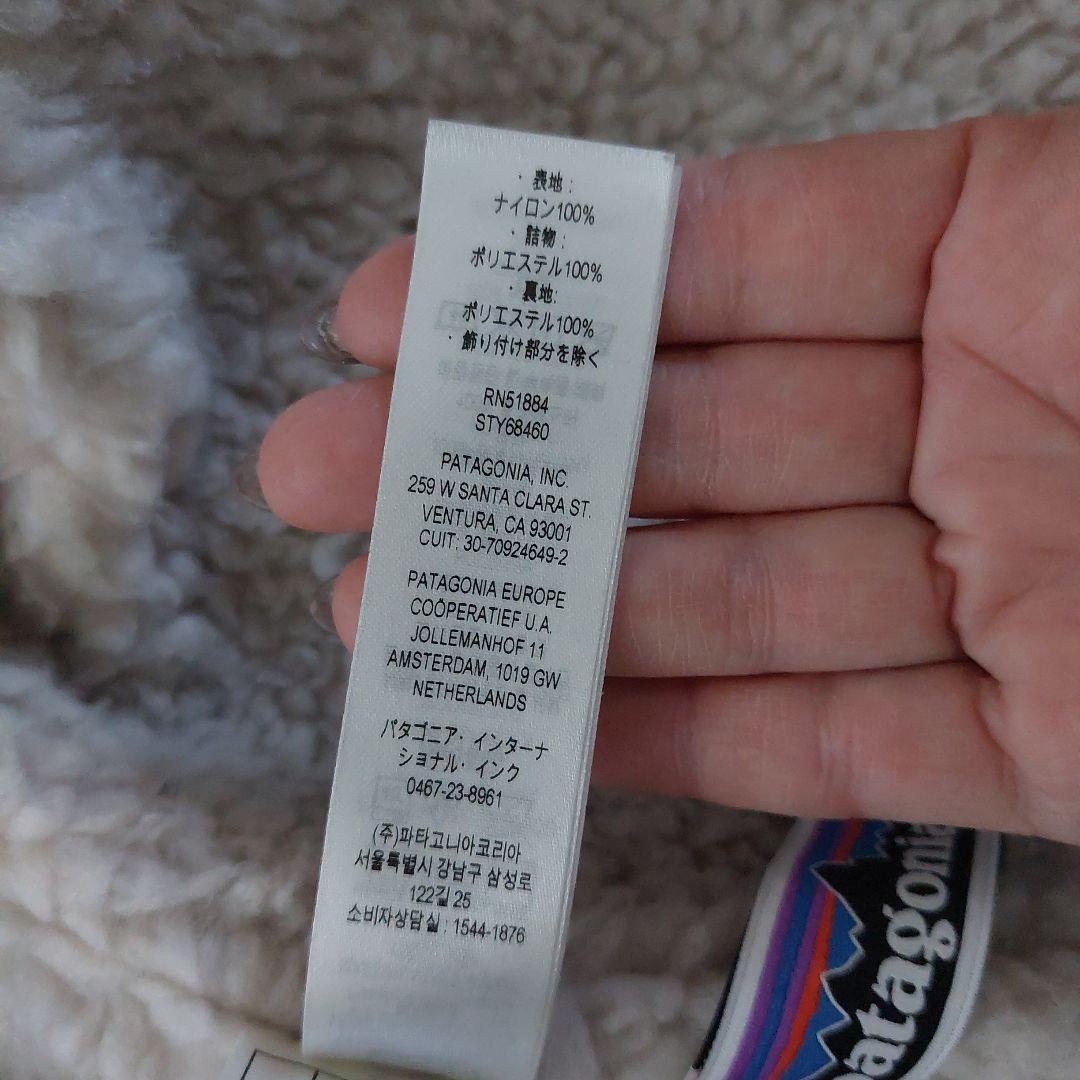 ・表地：
ナイロン100%
・詰物：
ポリエステル100%
・裏地:
ポリエステル100%
・飾り付け部分を除く
RN51884
STY68460
PATAGONIA, INC.
259 W SANTA CLARA ST.
VENTURA, CA 93001
CUIT: 30-70924649-2
PATAGONIA EUROPE
COÖPERATIEF U.A.
JOLLEMANHOF 11
AMSTERDAM, 1019 GW
NETHERLANDS
パタゴニア・インターナ
ショナル・インク
0467-23-8961
(주)파타고니아코리아
서울특별시 강남구 삼성로
122길 25
소비자상담실 : 1544-1876
patagonia